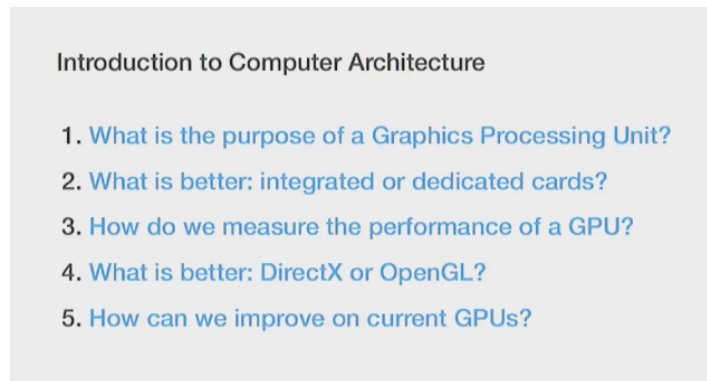 Introduction to Computer Architecture
1. What is the purpose of a Graphics Processing Unit?
2. What is better: integrated or dedicated cards?
3. How do we measure the performance of a GPU?
4. What is better: DirectX or OpenGL?
5. How can we improve on current GPUs?